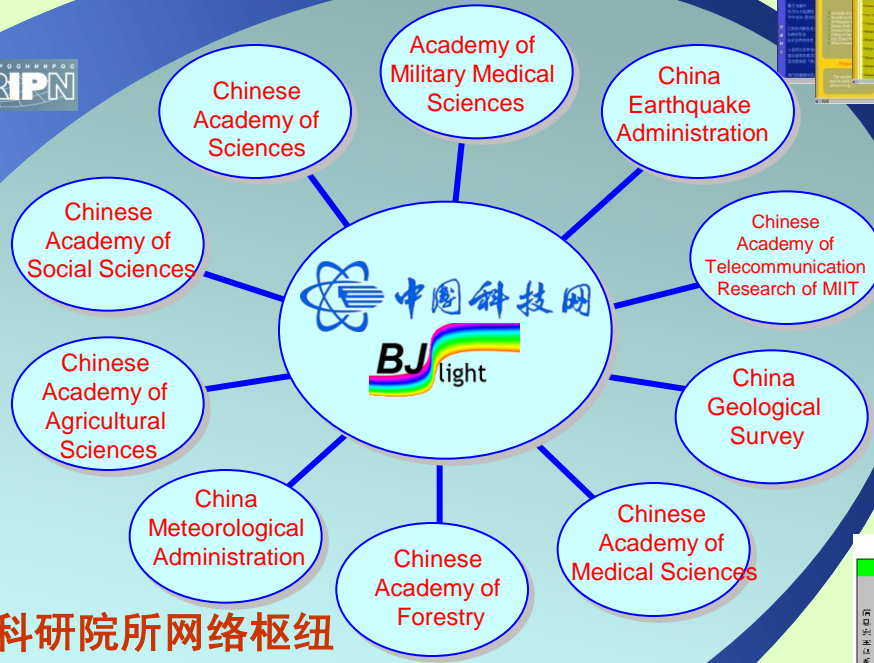 Academy of
Military Medical
Sciences
China
Earthquake
Administration
Chinese
Academy of
Sciences
RIPN
Chinese
Academy of
Social Sciences
Chinese
Academy of
Telecommunication
Research of MIIT
中国科技网
BJ light
Chinese
Academy of
Agricultural
Sciences
China
Geological
Survey
China
Meteorological
Administration
Chinese
Academy of
Forestry
Chinese
Academy of
Medical Sciences
科研院所网络枢纽